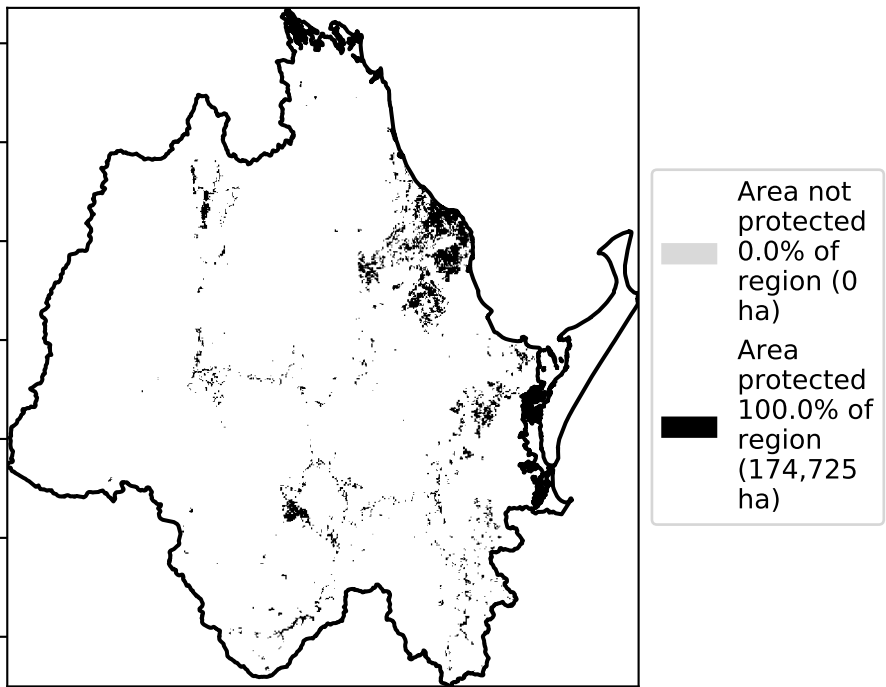 Area not
protected
0.0% of
region (0
ha)
Area
protected
100.0% of
region
(174,725
ha)